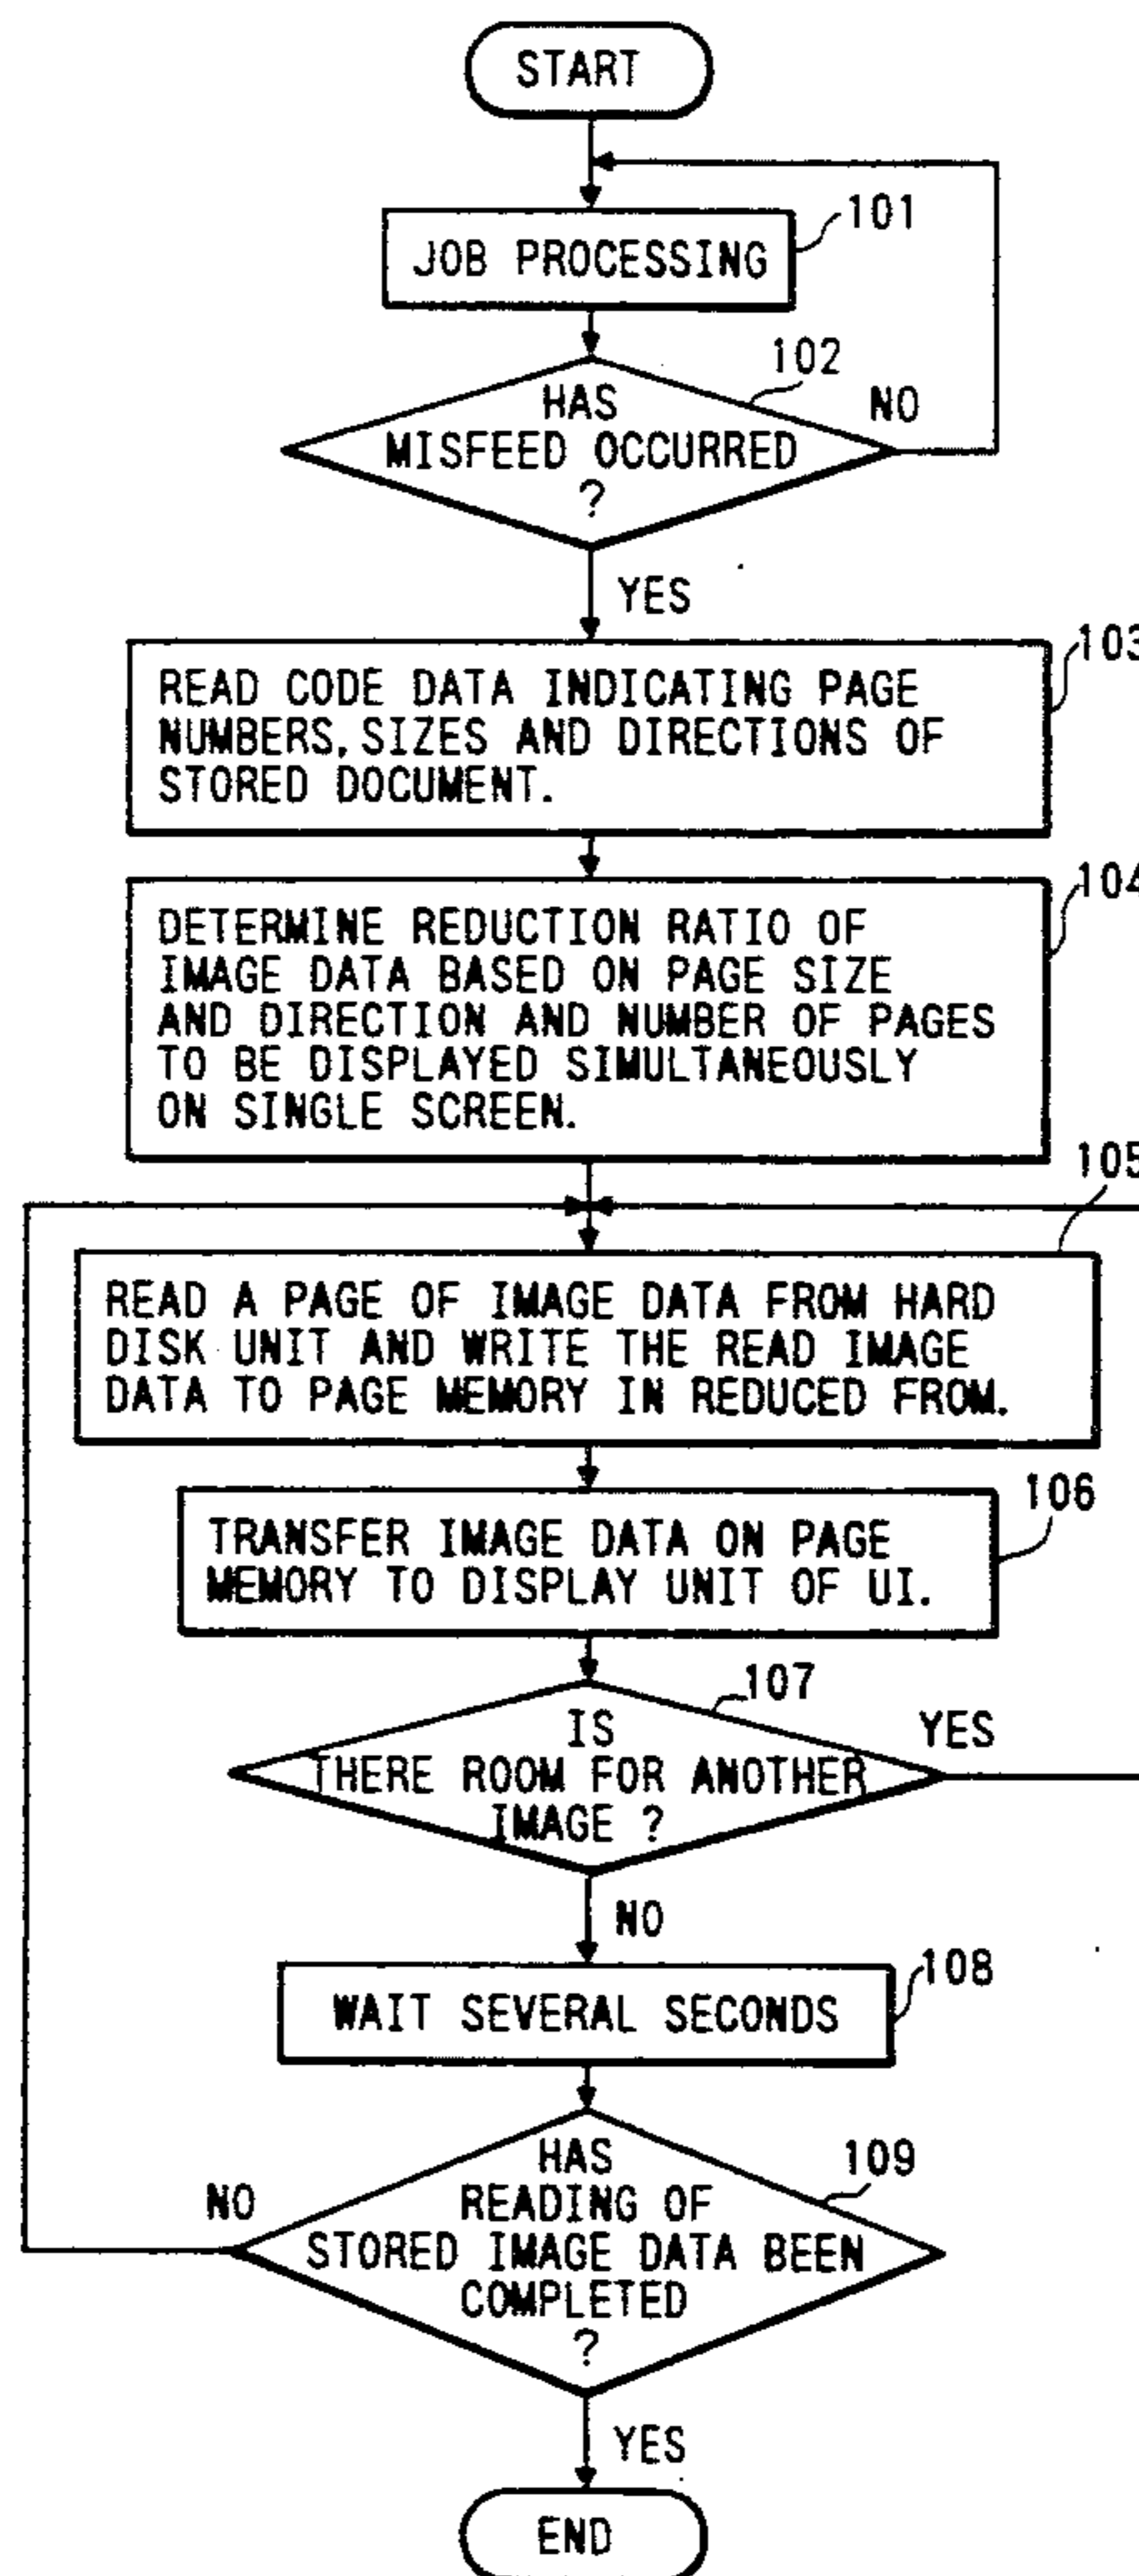 START
101
JOB PROCESSING
102
HAS
MISFEED OCCURRED
?
NO
YES
103
READ CODE DATA INDICATING PAGE
NUMBERS, SIZES AND DIRECTIONS OF
STORED DOCUMENT.
104
DETERMINE REDUCTION RATIO OF
IMAGE DATA BASED ON PAGE SIZE
AND DIRECTION AND NUMBER OF PAGES
TO BE DISPLAYED SIMULTANEOUSLY
ON SINGLE SCREEN.
105
READ A PAGE OF IMAGE DATA FROM HARD
DISK UNIT AND WRITE THE READ IMAGE
DATA TO PAGE MEMORY IN REDUCED FROM.
106
TRANSFER IMAGE DATA ON PAGE
MEMORY TO DISPLAY UNIT OF UI.
107
IS
THERE ROOM FOR ANOTHER
IMAGE ?
YES
NO
108
WAIT SEVERAL SECONDS
109
HAS
READING OF
STORED IMAGE DATA BEEN
COMPLETED
?
NO
YES
END